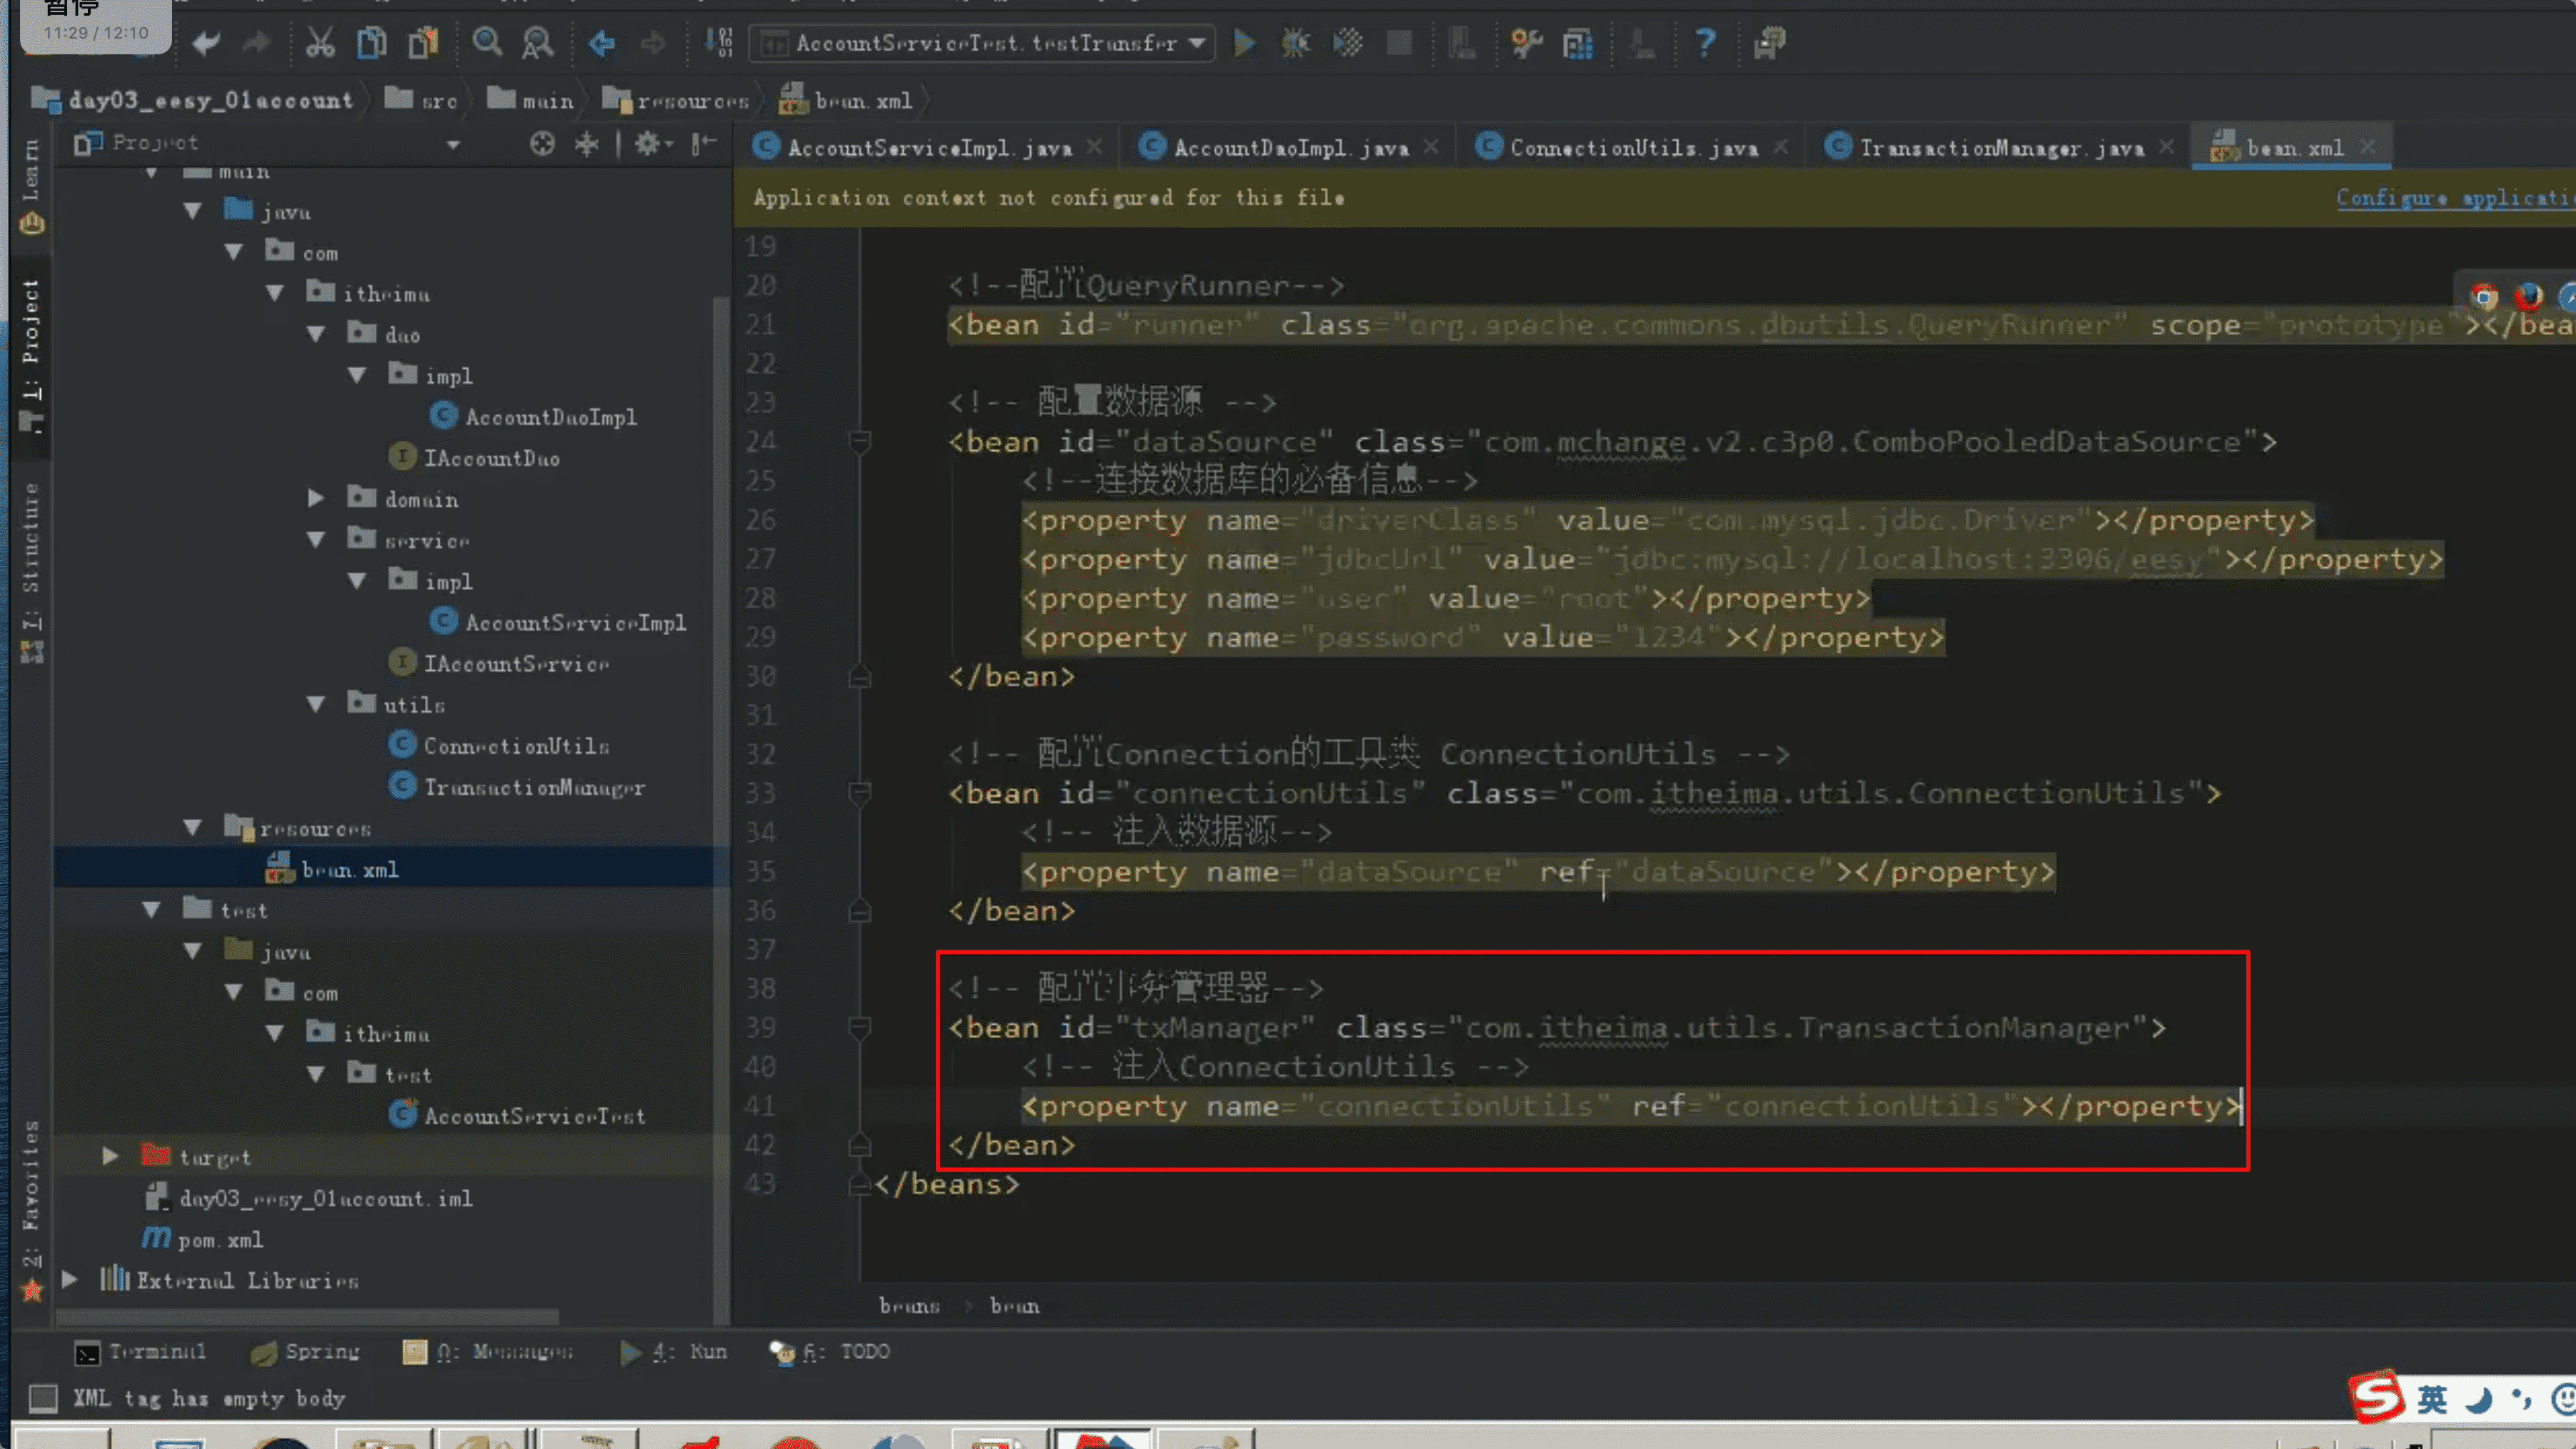 暂停
11:29 / 12:10
AccountServiceTest.testTransfer
day03_eesy_01account
src
main
resources
bean.xml
Project
AccountServiceImpl.java
AccountDaoImpl.java
ConnectionUtils.java
TransactionManager.java
bean.xml
Application context not configured for this file
Configure applicati
Learn
1: Project
7: Structure
2: Favorites
main
java
com
itheima
dao
impl
AccountDaoImpl
IAccountDao
domain
service
impl
AccountServiceImpl
IAccountService
utils
ConnectionUtils
TransactionManager
resources
bean.xml
test
java
com
itheima
test
AccountServiceTest
target
day03_eesy_01account.iml
pom.xml
External Libraries
19
20 <!--配置QueryRunner-->
21 <bean id="runner" class="org.apache.commons.dbutils.QueryRunner" scope="prototype"></bea
22
23 <!-- 配置数据源 -->
24 <bean id="dataSource" class="com.mchange.v2.c3p0.ComboPooledDataSource">
25 <!--连接数据库的必备信息-->
26 <property name="driverClass" value="com.mysql.jdbc.Driver"></property>
27 <property name="jdbcUrl" value="jdbc:mysql://localhost:3306/eesy"></property>
28 <property name="user" value="root"></property>
29 <property name="password" value="1234"></property>
30 </bean>
31
32 <!-- 配置Connection的工具类 ConnectionUtils -->
33 <bean id="connectionUtils" class="com.itheima.utils.ConnectionUtils">
34 <!-- 注入数据源-->
35 <property name="dataSource" ref="dataSource"></property>
36 </bean>
37
38 <!-- 配置事务管理器-->
39 <bean id="txManager" class="com.itheima.utils.TransactionManager">
40 <!-- 注入ConnectionUtils -->
41 <property name="connectionUtils" ref="connectionUtils"></property>
42 </bean>
43 </beans>
beans
bean
Terminal
Spring
0: Messages
4: Run
6: TODO
XML tag has empty body
英